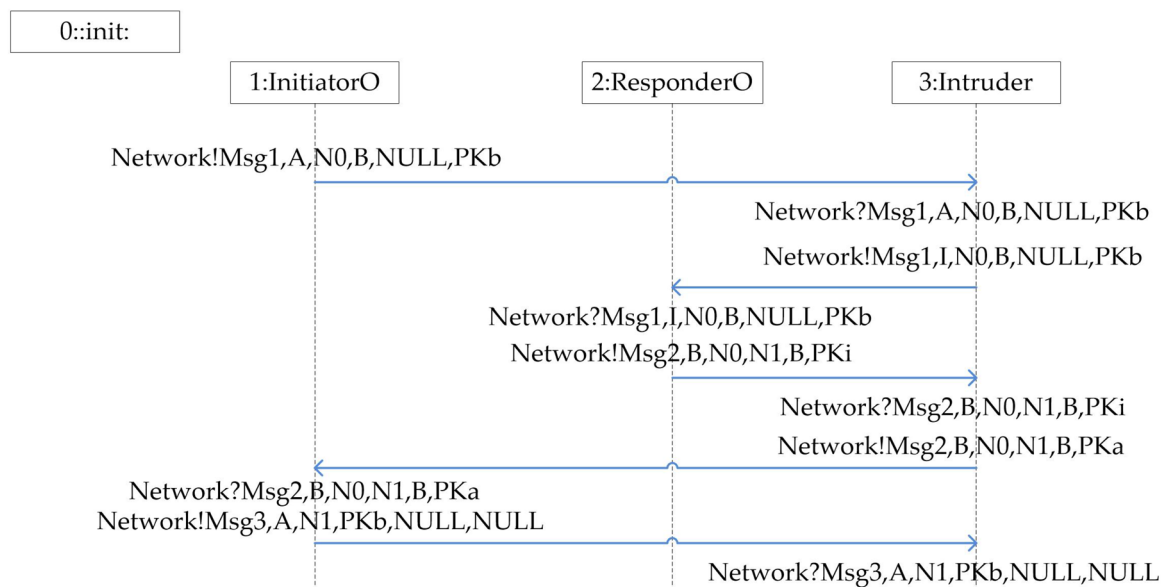 0::init:
1:InitiatorO
2:ResponderO
3:Intruder
Network!Msg1,A,N0,B,NULL,PKb
Network?Msg1,A,N0,B,NULL,PKb
Network!Msg1,I,N0,B,NULL,PKb
Network?Msg1,I,N0,B,NULL,PKb
Network!Msg2,B,N0,N1,B,PKi
Network?Msg2,B,N0,N1,B,PKi
Network!Msg2,B,N0,N1,B,PKa
Network?Msg2,B,N0,N1,B,PKa
Network!Msg3,A,N1,PKb,NULL,NULL
Network?Msg3,A,N1,PKb,NULL,NULL